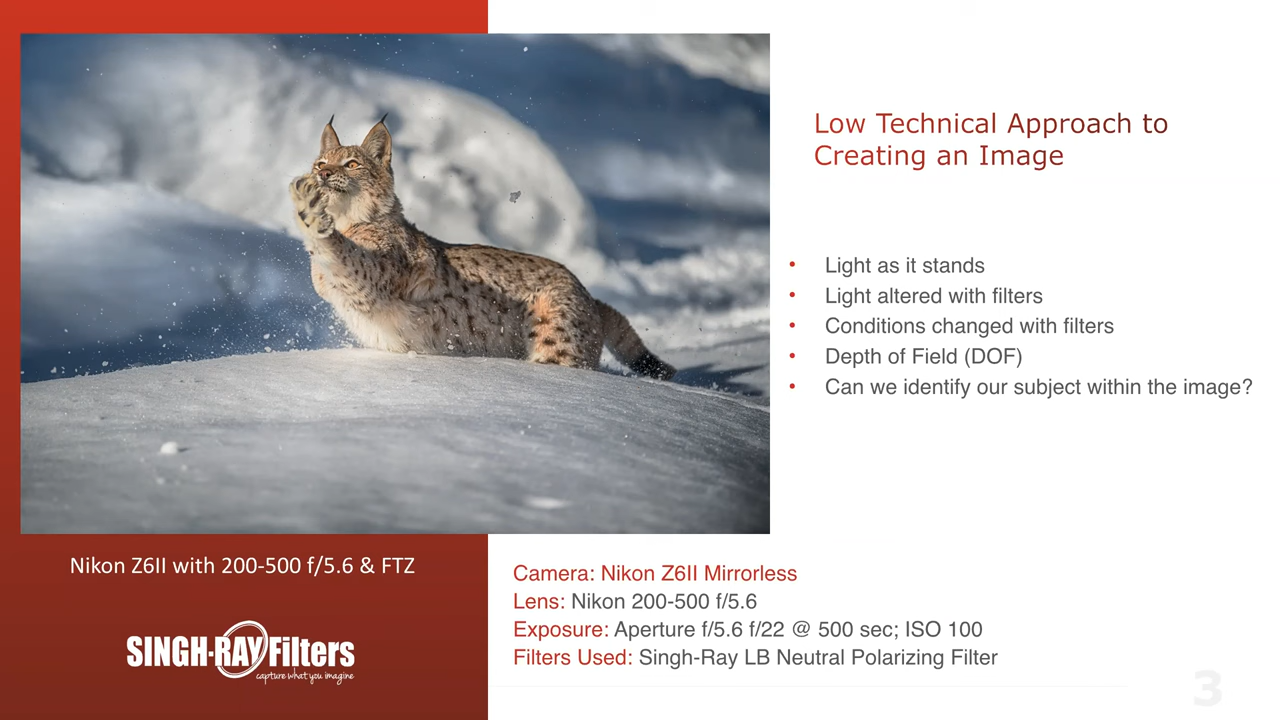 Low Technical Approach to
Creating an Image
• Light as it stands
• Light altered with filters
• Conditions changed with filters
• Depth of Field (DOF)
• Can we identify our subject within the image?
Nikon Z6II with 200-500 f/5.6 & FTZ
SINGH-RAY Filters
capture what you imagine
Camera: Nikon Z6II Mirrorless
Lens: Nikon 200-500 f/5.6
Exposure: Aperture f/5.6 f/22 @ 500 sec; ISO 100
Filters Used: Singh-Ray LB Neutral Polarizing Filter
3